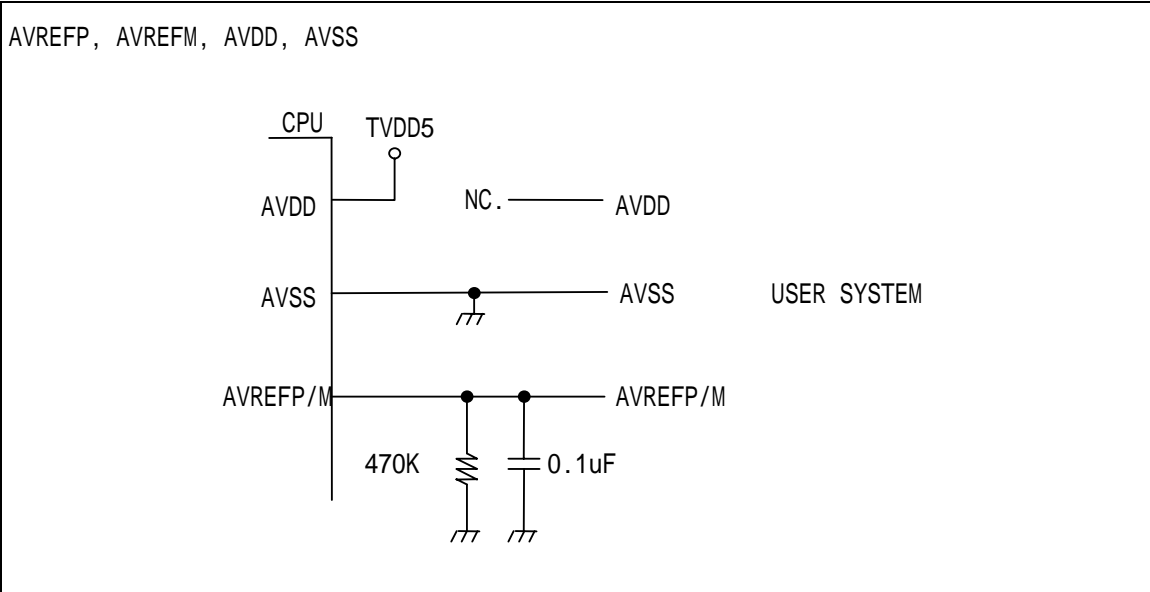 AVREFP, AVREFM, AVDD, AVSS
CPU
TVDD5
AVDD
NC.
AVDD
AVSS
AVSS
USER SYSTEM
AVREFP/M
AVREFP/M
470K
0.1uF